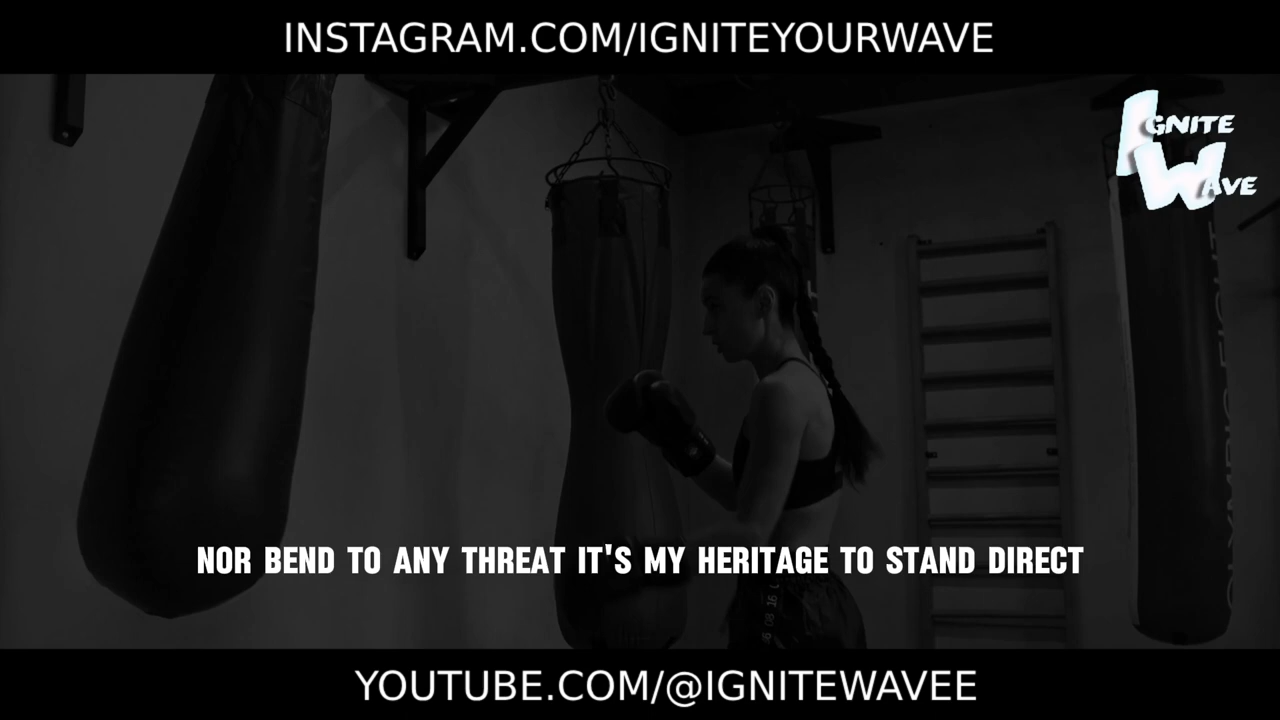 INSTAGRAM.COM/IGNITEYOURWAVE
IGNITE
WAVE
NOR BEND TO ANY THREAT IT'S MY HERITAGE TO STAND DIRECT
YOUTUBE.COM/@IGNITEWAVEE